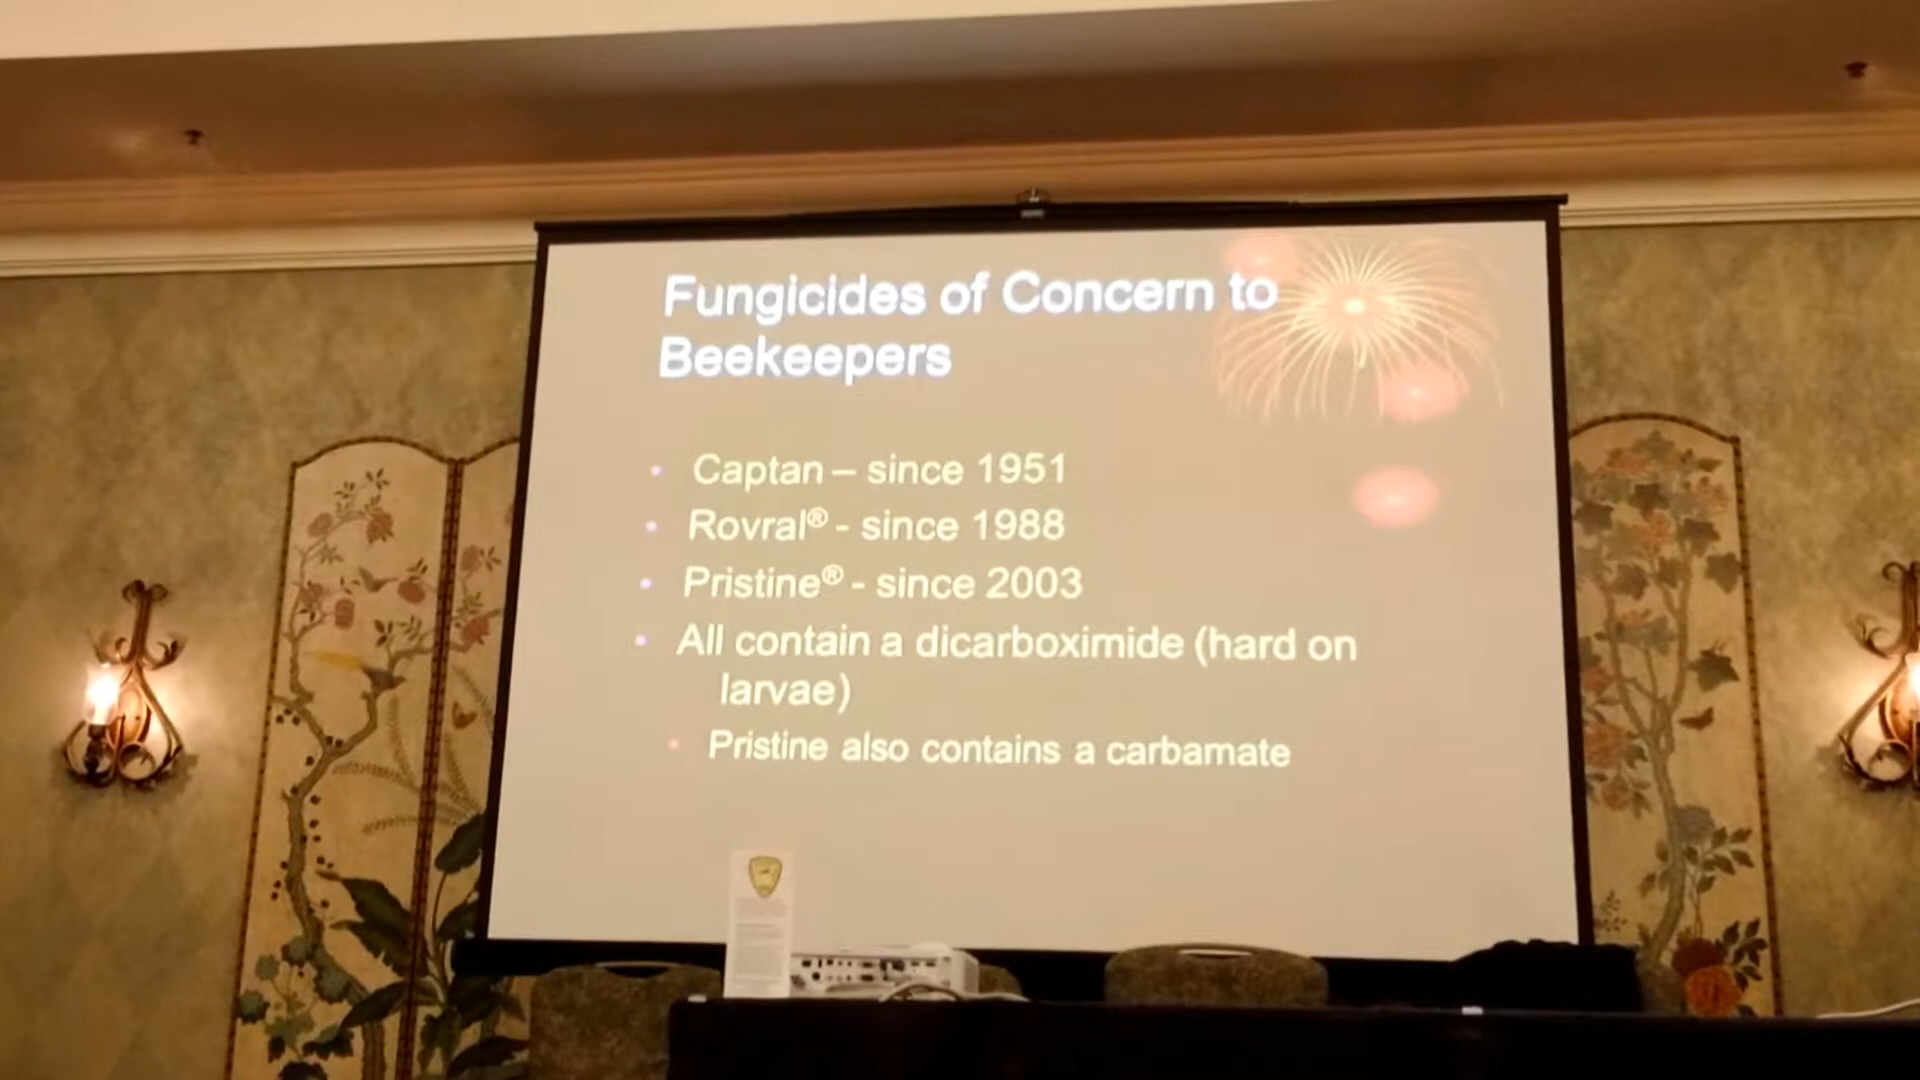 Fungicides of Concern to
Beekeepers
• Captan – since 1951
• Rovral® - since 1988
• Pristine® - since 2003
• All contain a dicarboximide (hard on
larvae)
• Pristine also contains a carbamate